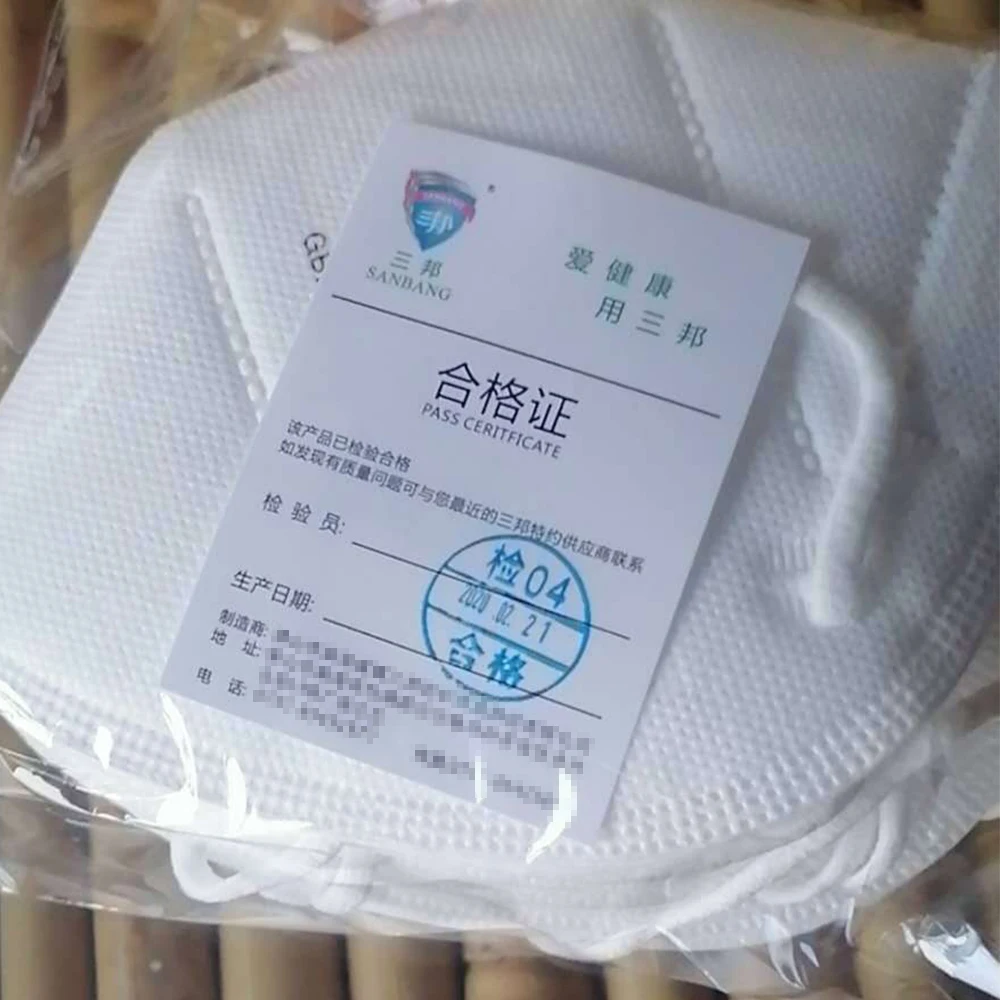 三邦
三邦
SANBANG
爱健康
用三邦
合格证
PASS CERITFICATE
该产品已检验合格
如发现有质量问题可与您最近的三邦特约供应商联系
检验员:
检04
2020.02.21
合格
生产日期:
制造商:
地址:
电话: